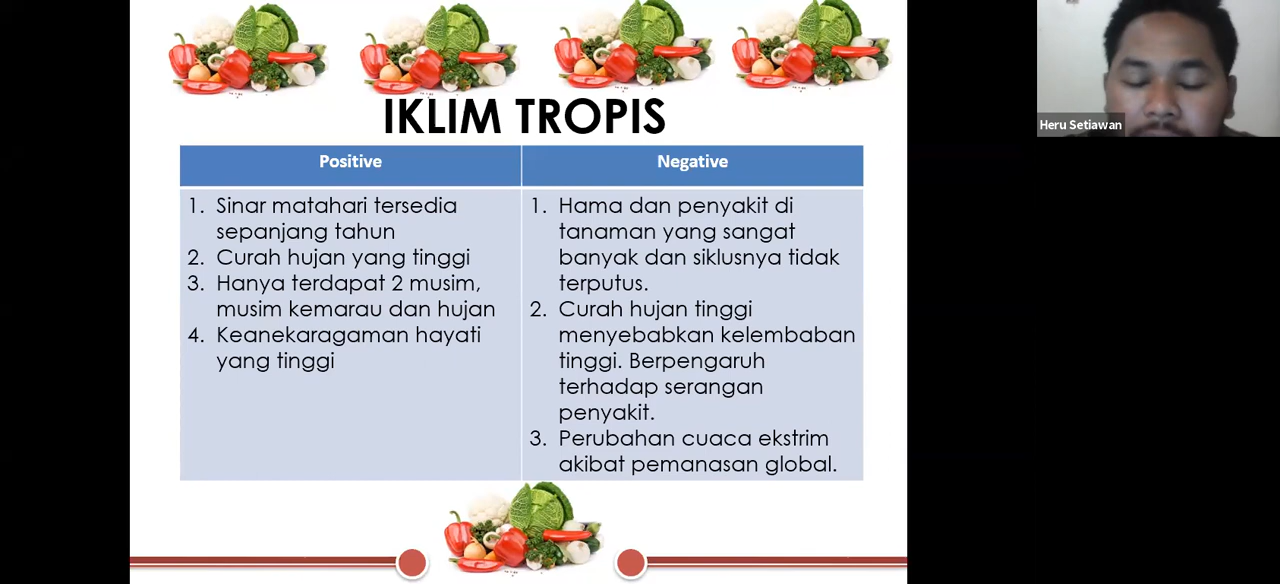 IKLIM TROPIS
Positive
Negative
1. Sinar matahari tersedia
sepanjang tahun
2. Curah hujan yang tinggi
3. Hanya terdapat 2 musim,
musim kemarau dan hujan
4. Keanekaragaman hayati
yang tinggi
1. Hama dan penyakit di
tanaman yang sangat
banyak dan siklusnya tidak
terputus.
2. Curah hujan tinggi
menyebabkan kelembaban
tinggi. Berpengaruh
terhadap serangan
penyakit.
3. Perubahan cuaca ekstrim
akibat pemanasan global.
Heru Setiawan